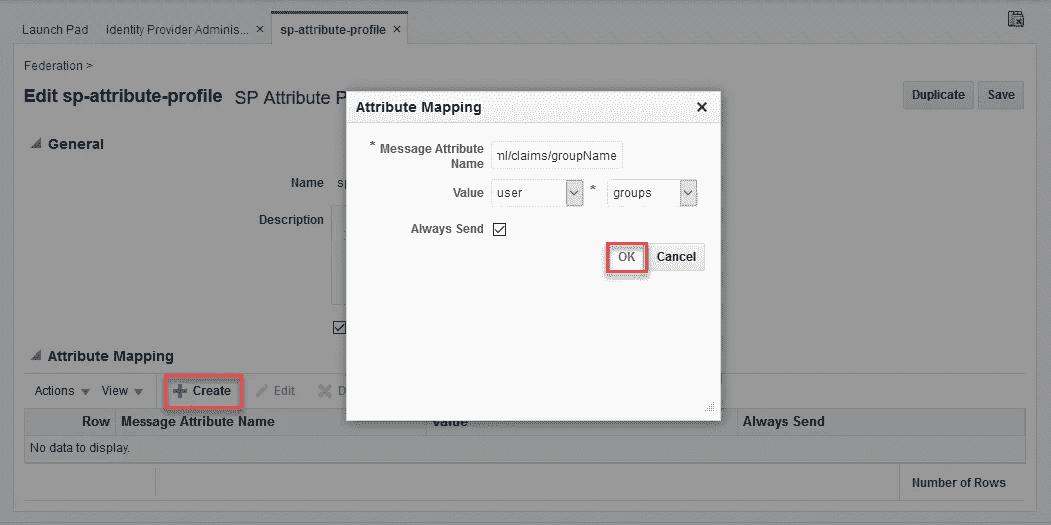 Launch Pad
Identity Provider Adminis...
sp-attribute-profile
Federation >
Edit sp-attribute-profile SP Attribute P
Duplicate
Save
General
Name
Description
Attribute Mapping
* Message Attribute
Name
ml/claims/groupName
Value user * groups
Always Send
OK Cancel
Attribute Mapping
Actions View Create Edit
Row Message Attribute Name Value Always Send
No data to display.
Number of Rows